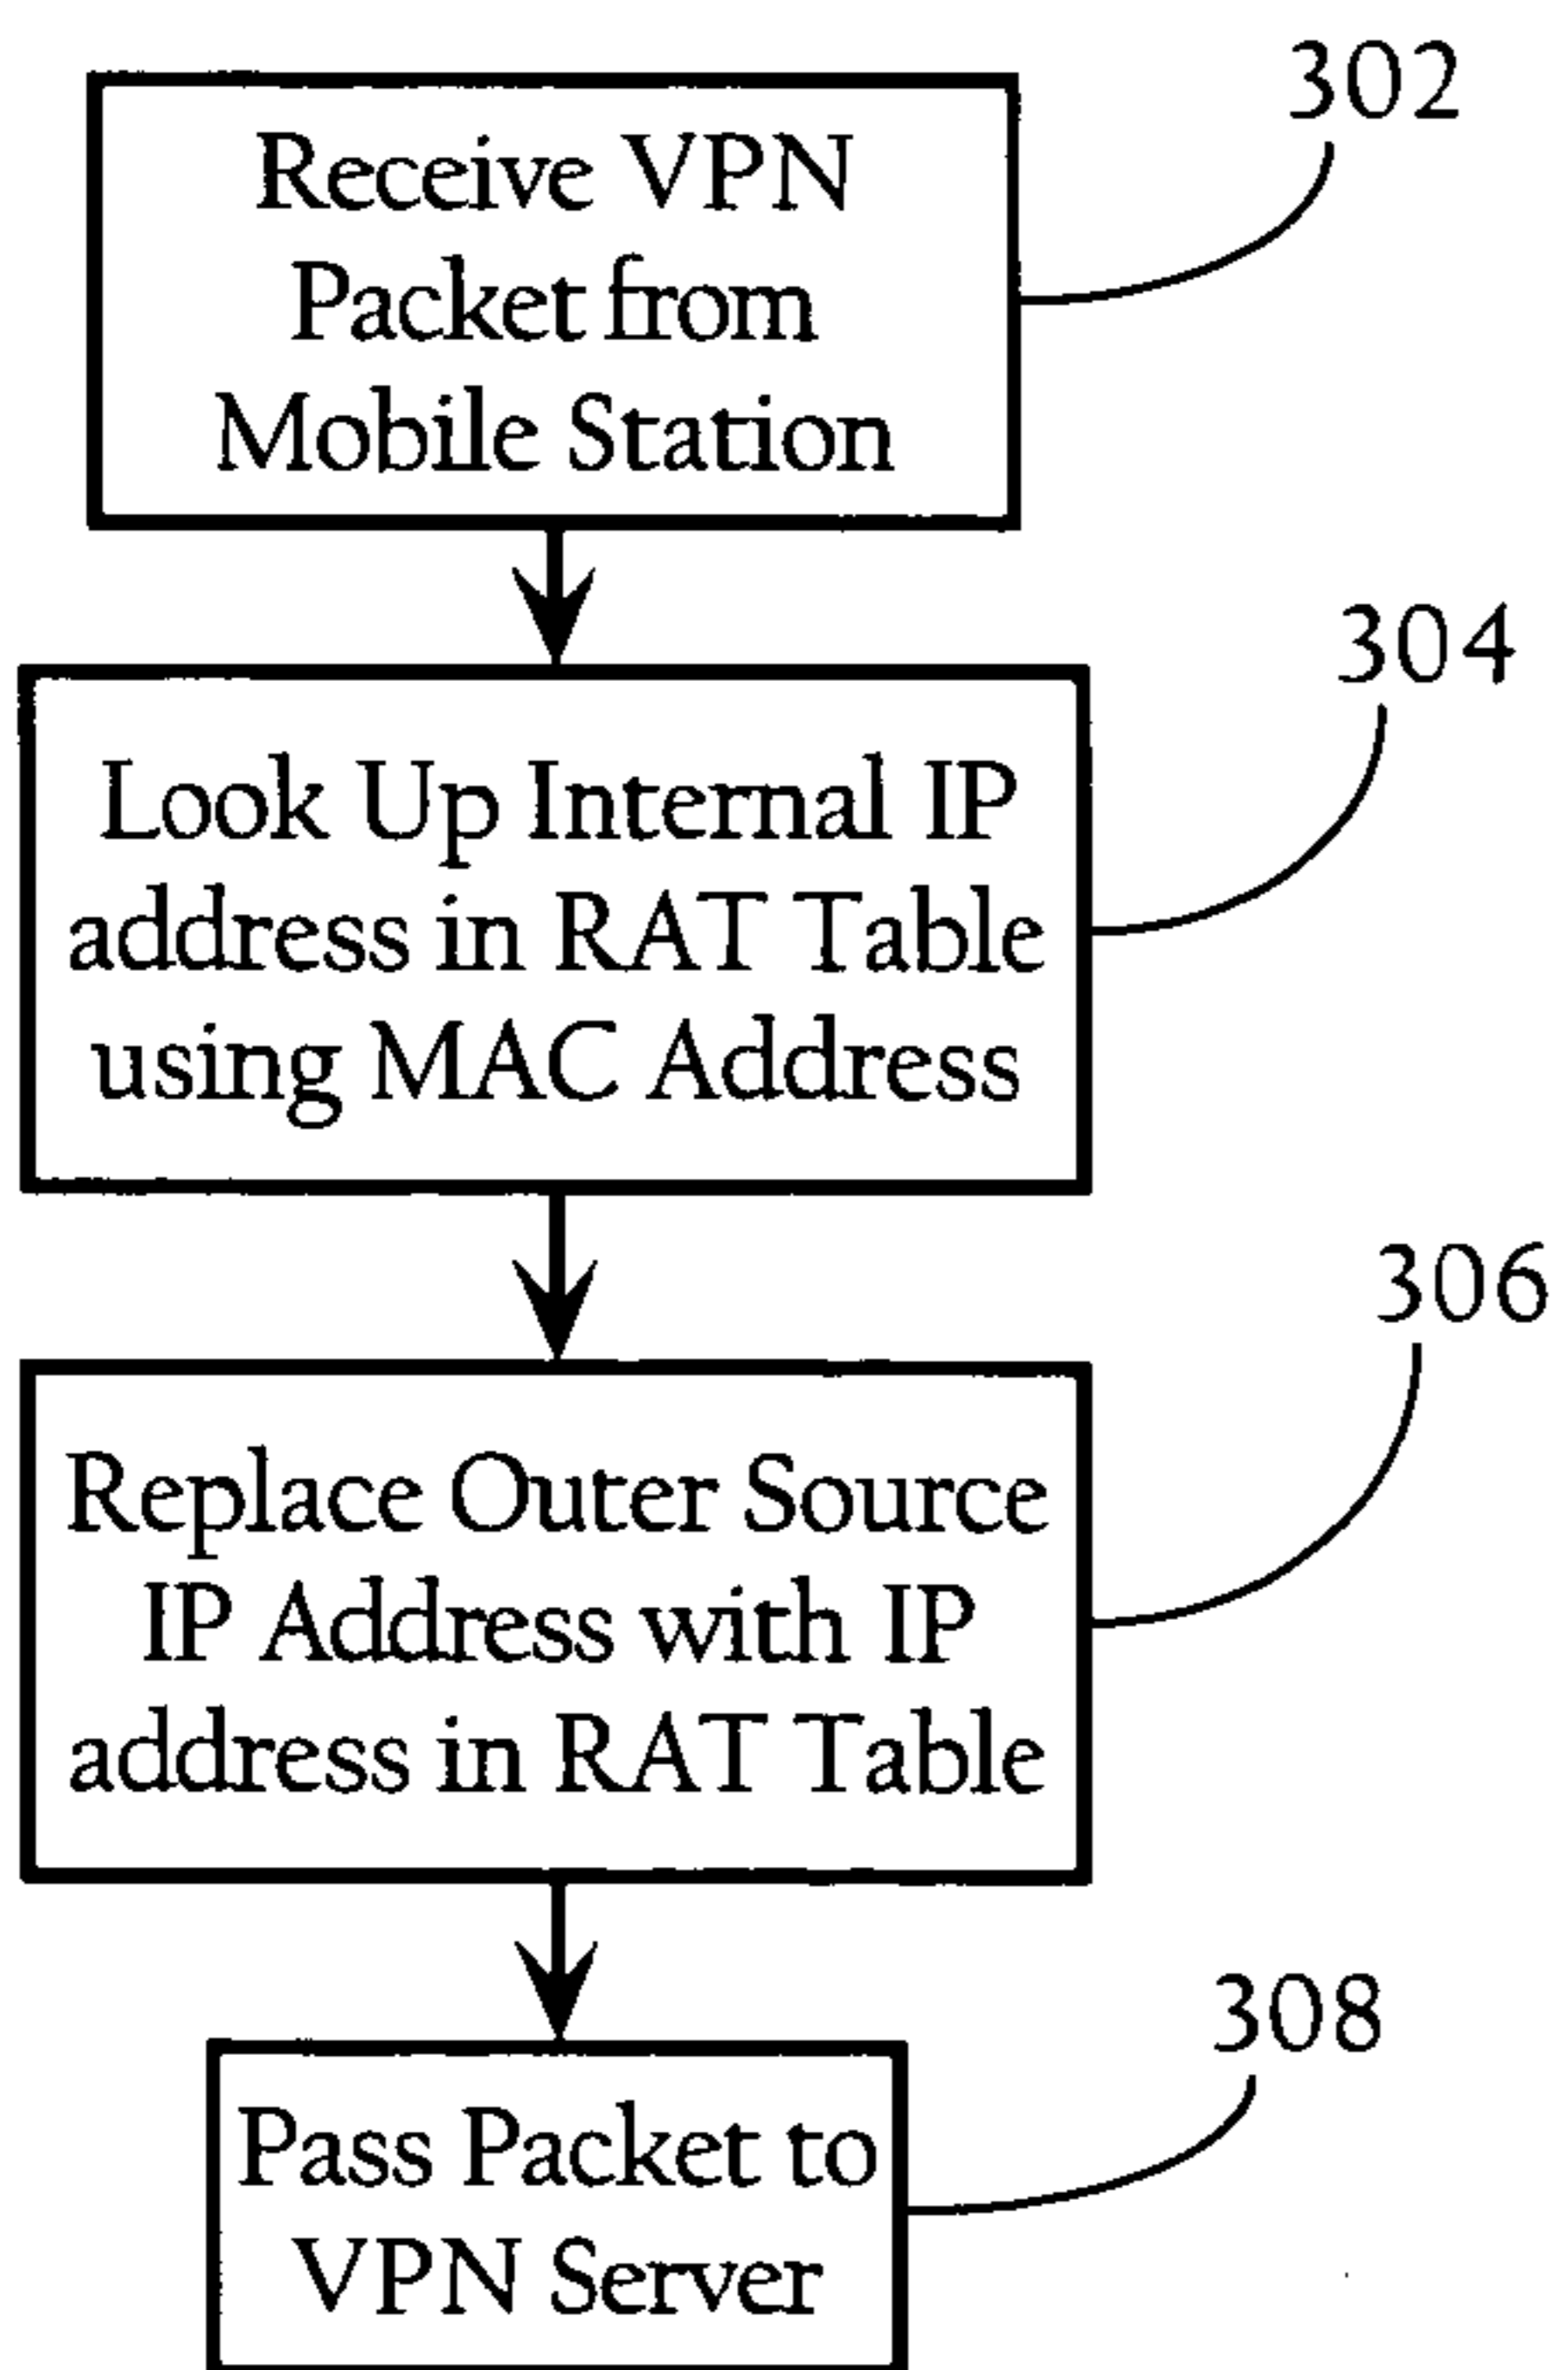 302
Receive VPN
Packet from
Mobile Station
304
Look Up Internal IP
address in RAT Table
using MAC Address
306
Replace Outer Source
IP Address with IP
address in RAT Table
308
Pass Packet to
VPN Server